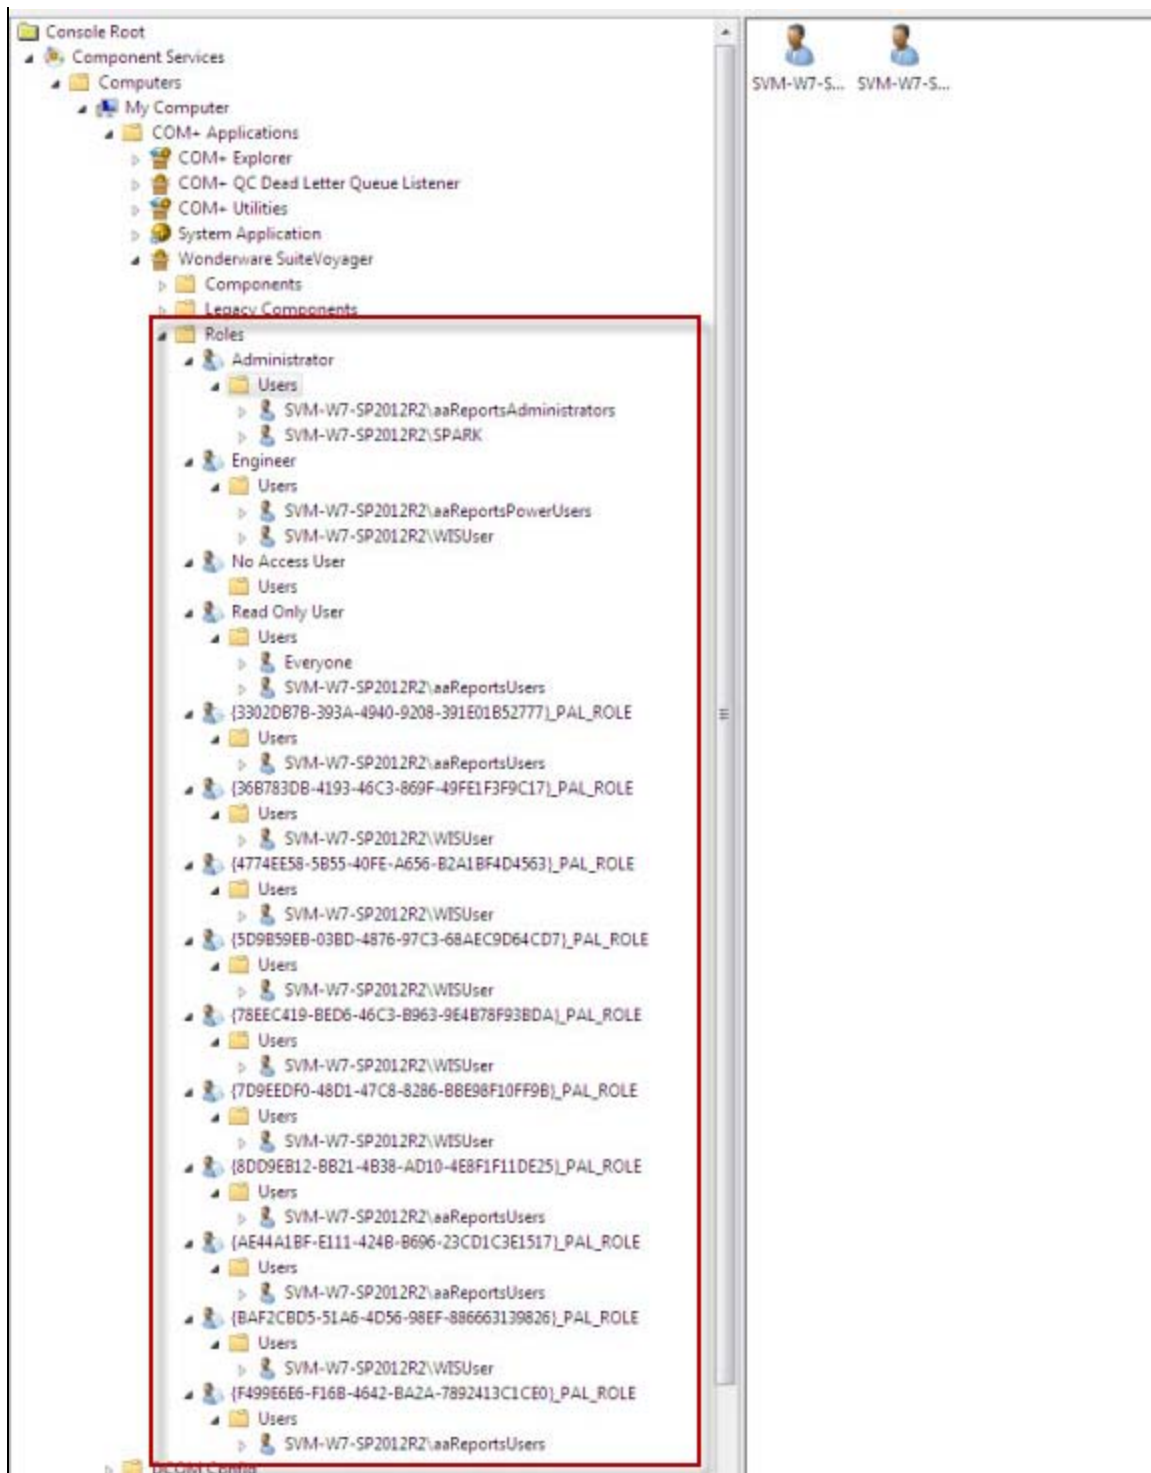 Console Root
Component Services
Computers
My Computer
COM+ Applications
COM+ Explorer
COM+ QC Dead Letter Queue Listener
COM+ Utilities
System Application
Wonderware SuiteVoyager
Components
Legacy Components
Roles
Administrator
Users
SVM-W7-SP2012R2\aaReportsAdministrators
SVM-W7-SP2012R2\SPARK
Engineer
Users
SVM-W7-SP2012R2\aaReportsPowerUsers
SVM-W7-SP2012R2\WISUser
No Access User
Users
Read Only User
Users
Everyone
SVM-W7-SP2012R2\aaReportsUsers
{3302DB7B-393A-4940-9208-391E01B52777}_PAL_ROLE
Users
SVM-W7-SP2012R2\aaReportsUsers
{36B783DB-4193-46C3-869F-49FE1F3F9C17}_PAL_ROLE
Users
SVM-W7-SP2012R2\WISUser
{4774EE58-5B55-40FE-A656-B2A1BF4D4563}_PAL_ROLE
Users
SVM-W7-SP2012R2\WISUser
{5D9B59EB-03BD-4876-97C3-68AEC9D64CD7}_PAL_ROLE
Users
SVM-W7-SP2012R2\WISUser
{78EEC419-BED6-46C3-B963-9E4B78F93BDA}_PAL_ROLE
Users
SVM-W7-SP2012R2\WISUser
{7D9EEDF0-48D1-47C8-8286-BBE98F10FF9B}_PAL_ROLE
Users
SVM-W7-SP2012R2\WISUser
{8DD9EB12-BB21-4B38-AD10-4E8F1F11DE25}_PAL_ROLE
Users
SVM-W7-SP2012R2\aaReportsUsers
{AE44A1BF-E111-424B-B696-23CD1C3E1517}_PAL_ROLE
Users
SVM-W7-SP2012R2\aaReportsUsers
{BAF2CBD5-51A6-4D56-98EF-886663139826}_PAL_ROLE
Users
SVM-W7-SP2012R2\WISUser
{F499E6E6-F16B-4642-BA2A-7892413C1CE0}_PAL_ROLE
Users
SVM-W7-SP2012R2\aaReportsUsers
DCOM Config
SVM-W7-S... SVM-W7-S...